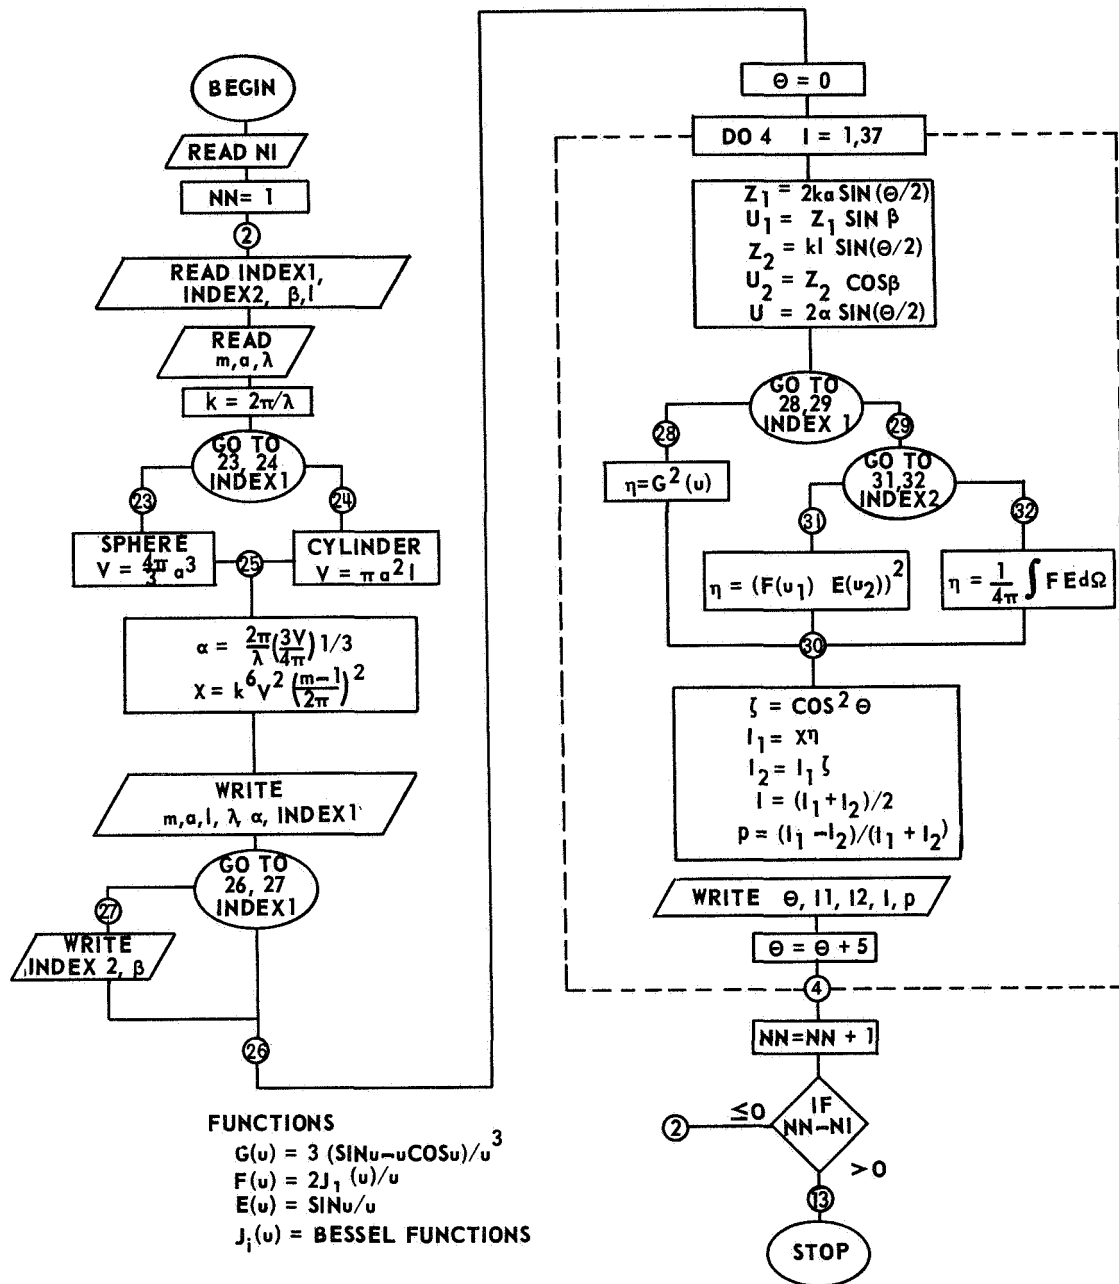 BEGIN
READ NI
NN= 1
2
READ INDEX1,
INDEX2, β,l
READ
m,a,λ
k = 2π/λ
GO TO
23, 24
INDEX1
23
24
SPHERE
V = 4π/3 a³
25
CYLINDER
V = π a² l
α = 2π/λ (3V/4π) 1/3
X = k⁶ V² (m-1/2π)²
WRITE
m,a,l, λ, α, INDEX1
GO TO
26, 27
INDEX1
27
WRITE
INDEX 2, β
26
FUNCTIONS
G(u) = 3 (SINu-uCOSu)/u³
F(u) = 2J₁ (u)/u
E(u) = SINu/u
Jᵢ(u) = BESSEL FUNCTIONS
Θ = 0
DO 4 I = 1,37
Z₁ = 2ka SIN(Θ/2)
U₁ = Z₁ SIN β
Z₂ = kl SIN(Θ/2)
U₂ = Z₂ COSβ
U = 2α SIN(Θ/2)
GO TO
28,29
INDEX 1
28
29
η=G² (u)
GO TO
31,32
INDEX2
31
32
η = (F(u₁) E(u₂))²
η = 1/4π ∫ F E dΩ
30
ζ = COS² Θ
I₁ = Xη
I₂ = I₁ ζ
I = (I₁ + I₂)/2
p = (I₁ - I₂)/(I₁ + I₂)
WRITE Θ, I1, I2, I, p
Θ = Θ + 5
4
NN=NN + 1
IF
NN-NI
≤0
2
>0
13
STOP